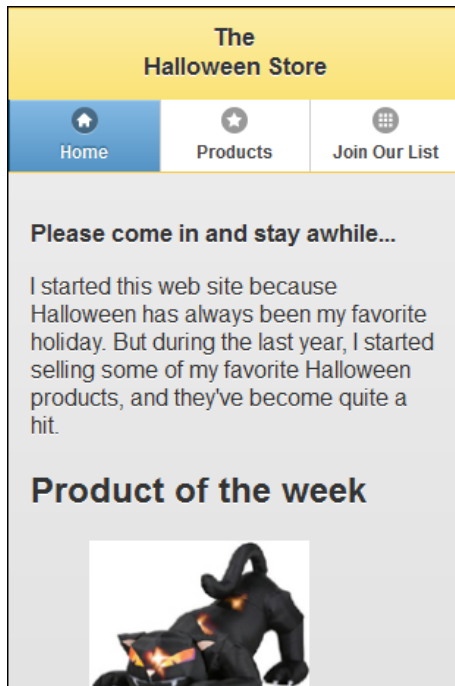 The
Halloween Store
Home
Products
Join Our List
Please come in and stay awhile...
I started this web site because
Halloween has always been my favorite
holiday. But during the last year, I started
selling some of my favorite Halloween
products, and they've become quite a
hit.
Product of the week